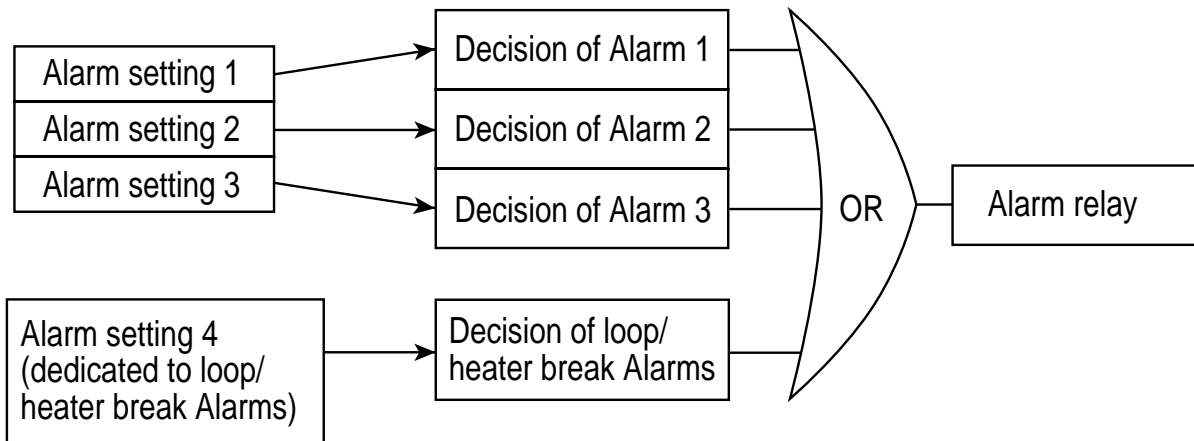 Alarm setting 1
Alarm setting 2
Alarm setting 3
Decision of Alarm 1
Decision of Alarm 2
Decision of Alarm 3
Alarm setting 4
(dedicated to loop/
heater break Alarms)
Decision of loop/
heater break Alarms
OR
Alarm relay